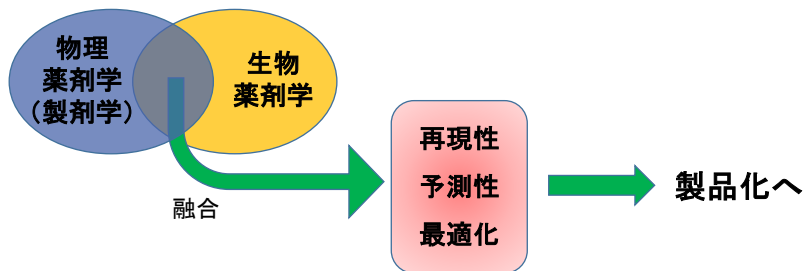 物理
薬剤学
（製剤学）
生物
薬剤学
融合
再現性
予測性
最適化
製品化へ